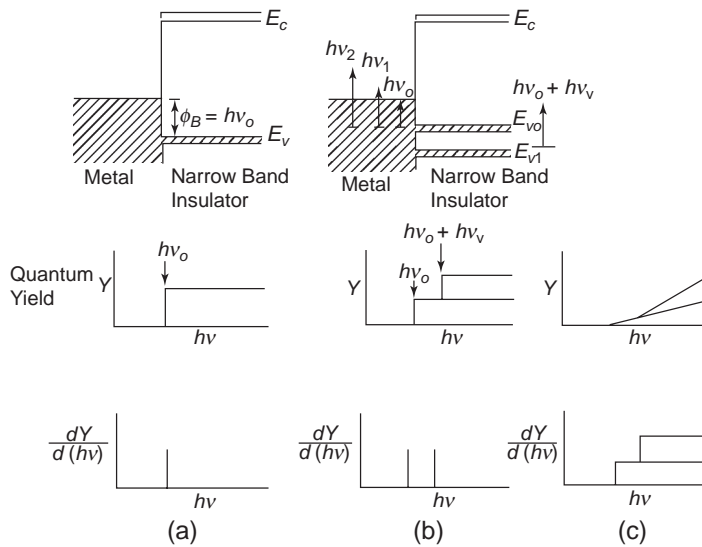 E_c
E_c
hν_2
hν_1
hν_o
hν_o + hν_v
ϕ_B = hν_o
E_v
E_vo
E_v1
Metal
Narrow Band
Insulator
Metal
Narrow Band
Insulator
hν_o
hν_o + hν_v
hν_o
Quantum
Yield
Y
Y
Y
hν
hν
hν
dY
d (hν)
dY
d (hν)
dY
d (hν)
hν
hν
hν
(a)
(b)
(c)